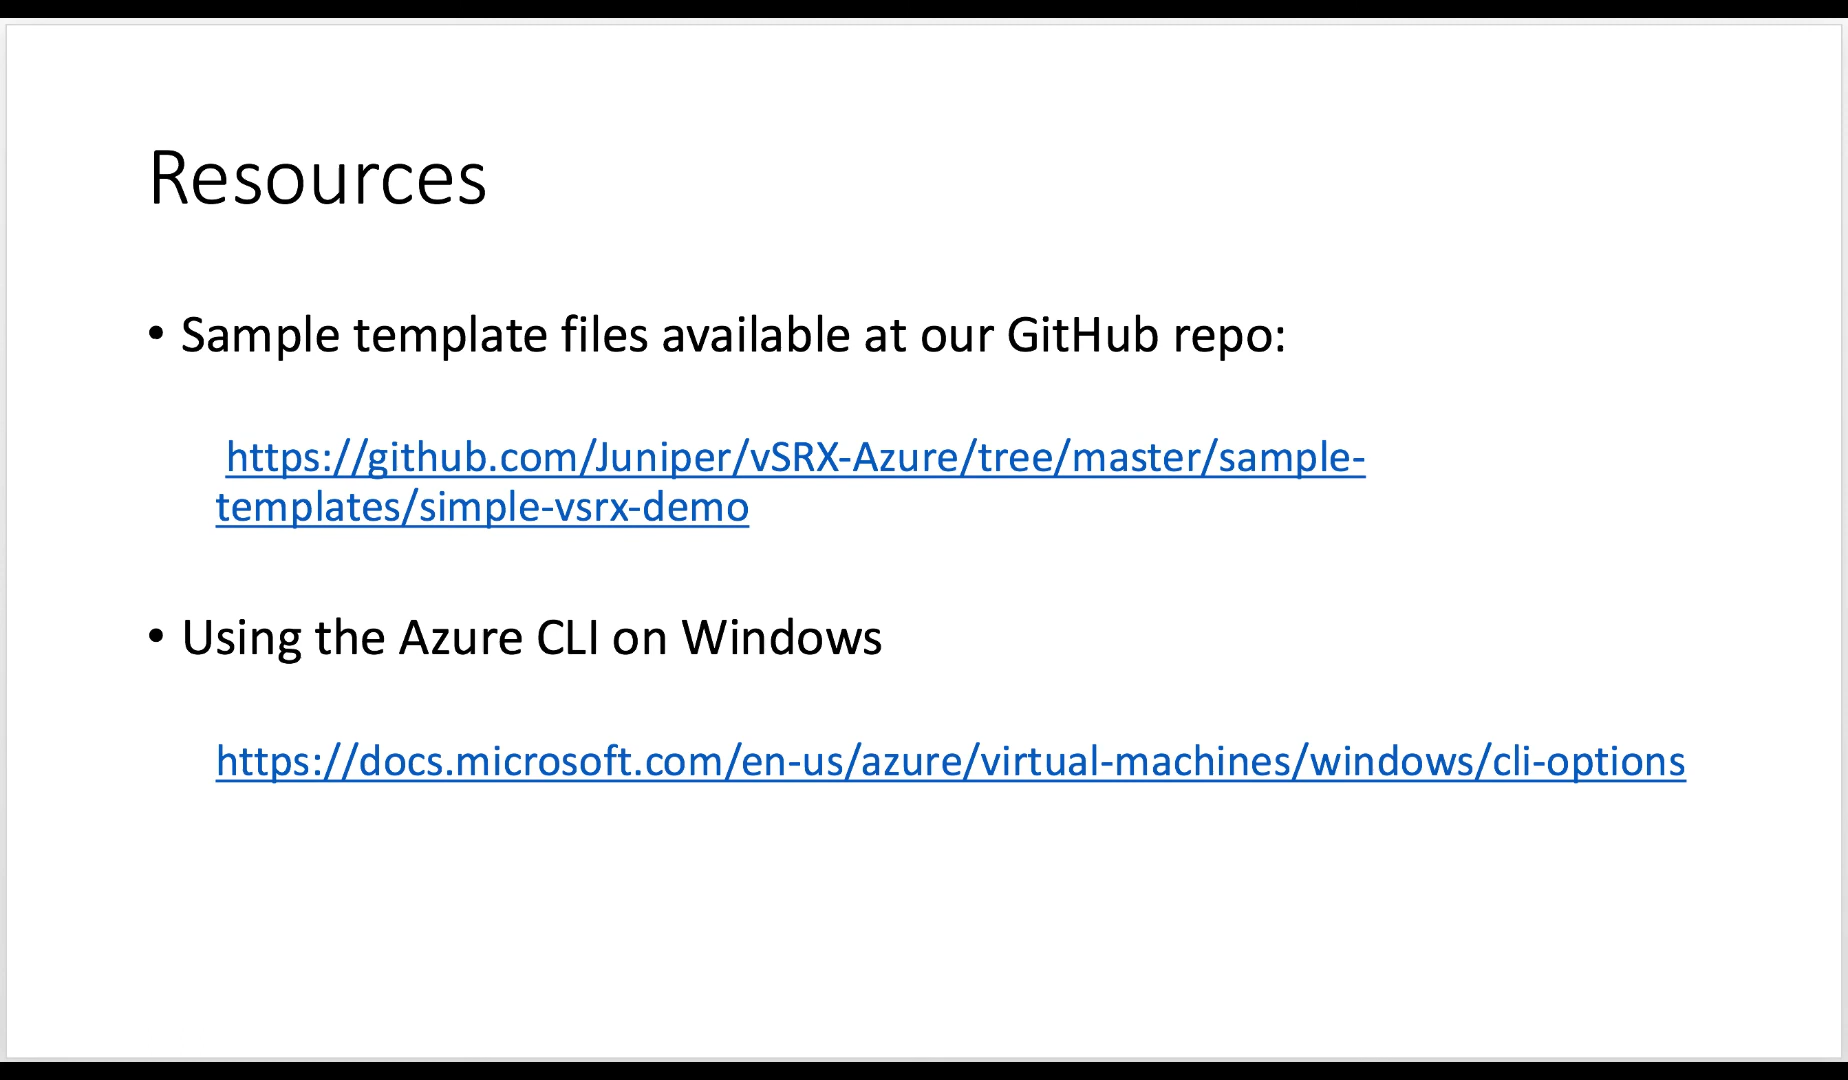 Resources
• Sample template files available at our GitHub repo:
https://github.com/Juniper/vSRX-Azure/tree/master/sample-
templates/simple-vsrx-demo
• Using the Azure CLI on Windows
https://docs.microsoft.com/en-us/azure/virtual-machines/windows/cli-options